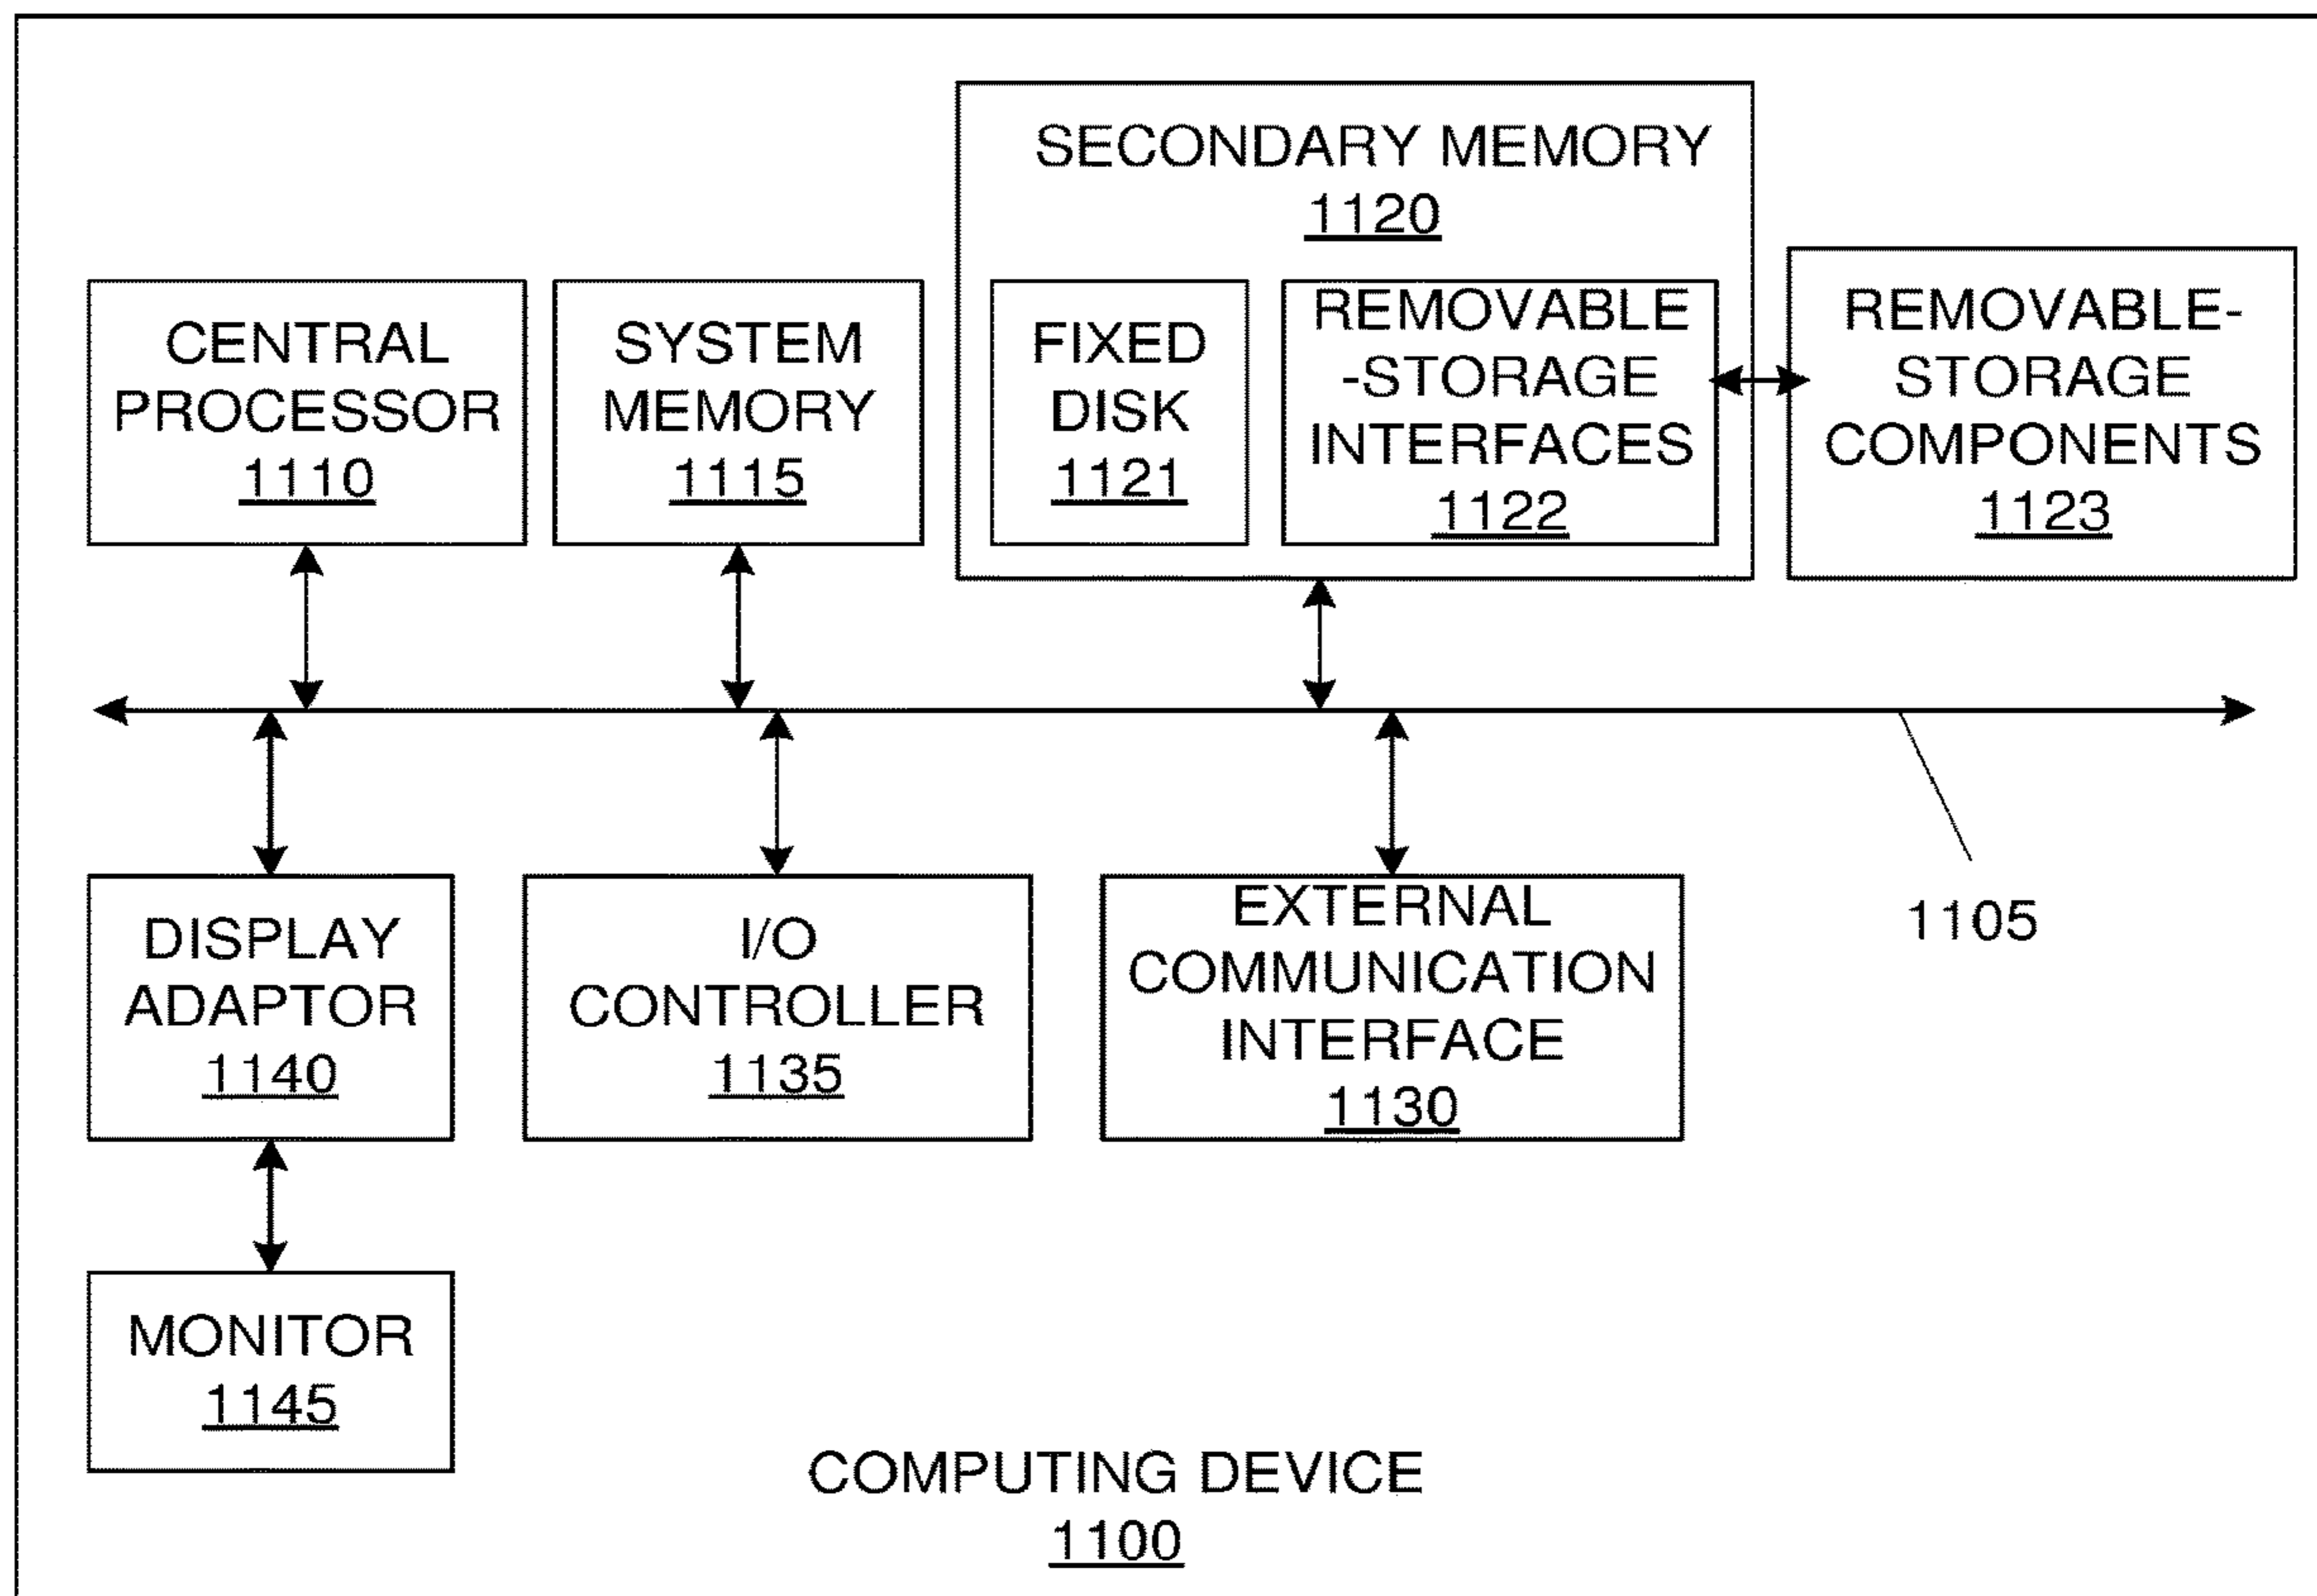 SECONDARY MEMORY
1120
CENTRAL
PROCESSOR
1110
SYSTEM
MEMORY
1115
FIXED
DISK
1121
REMOVABLE
-STORAGE
INTERFACES
1122
REMOVABLE-
STORAGE
COMPONENTS
1123
1105
DISPLAY
ADAPTOR
1140
I/O
CONTROLLER
1135
EXTERNAL
COMMUNICATION
INTERFACE
1130
MONITOR
1145
COMPUTING DEVICE
1100